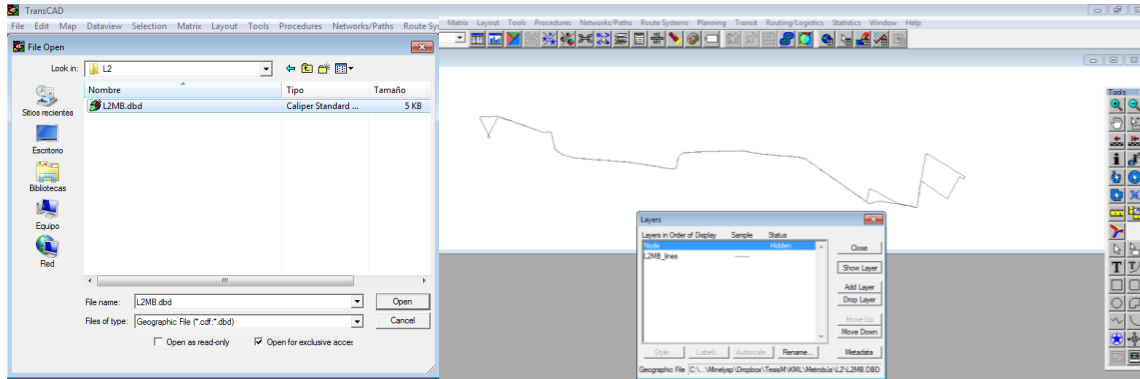 TransCAD
File Edit Map Dataview Selection Matrix Layout Tools Procedures Networks/Paths Route Sy
File Open
Look in: L2
Nombre Tipo Tamaño
L2MB.dbd Caliper Standard ... 5 KB
Sitios recientes
Escritorio
Bibliotecas
Equipo
Red
File name: L2MB.dbd Open
Files of type: Geographic File (*.cdf;*.dbd) Cancel
Open as read-only Open for exclusive acces
Matrix Layout Tools Procedures Networks/Paths Route Systems Planning Transit Routing/Logistics Statistics Window Help
Tools
Layers
Layers in Order of Display Sample Status
Node Hidden
L2MB_lines
Close
Show Layer
Add Layer
Drop Layer
Move Up
Move Down
Style... Labels... Autoscale... Rename... Metadata
Geographic File C:\...\Minelyap\Dropbox\TesisM\KML\Metrobús\L2\L2MB.DBD